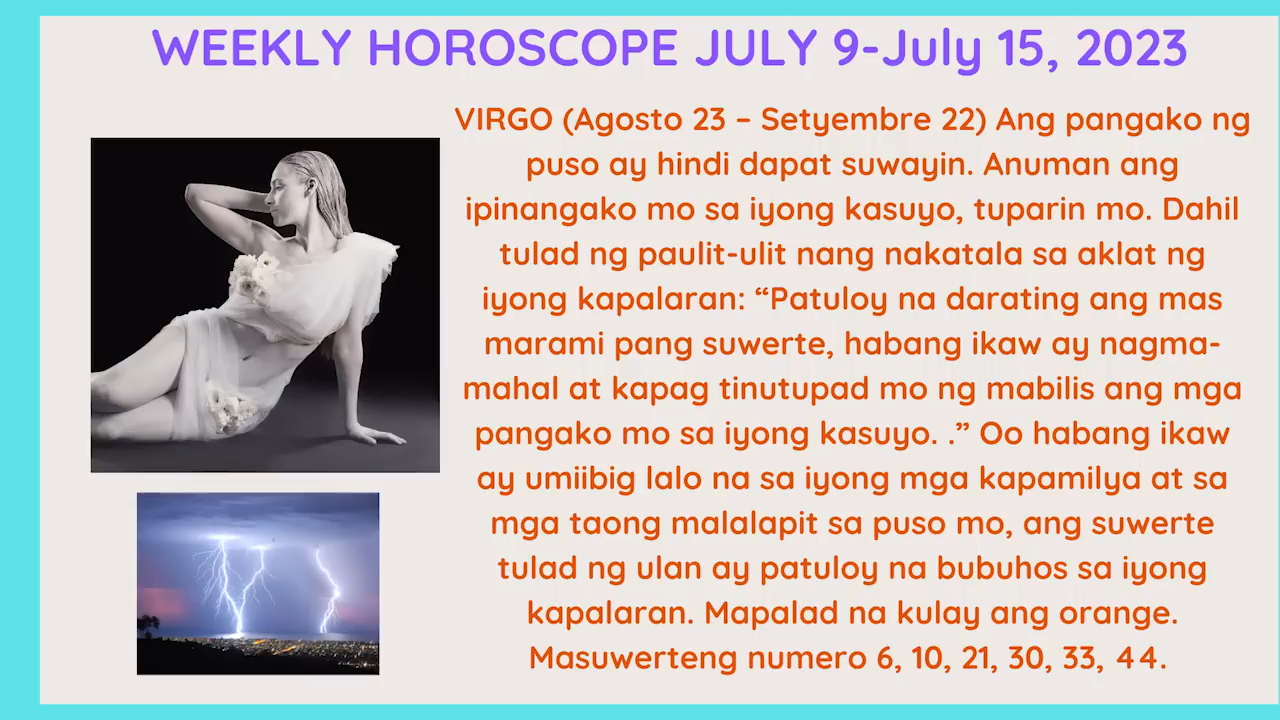 WEEKLY HOROSCOPE JULY 9-July 15, 2023
VIRGO (Agosto 23 – Setyembre 22) Ang pangako ng
puso ay hindi dapat suwayin. Anuman ang
ipinangako mo sa iyong kasuyo, tuparin mo. Dahil
tulad ng paulit-ulit nang nakatala sa aklat ng
iyong kapalaran: “Patuloy na darating ang mas
marami pang suwerte, habang ikaw ay nagma-
mahal at kapag tinutupad mo ng mabilis ang mga
pangako mo sa iyong kasuyo. .” Oo habang ikaw
ay umiibig lalo na sa iyong mga kapamilya at sa
mga taong malalapit sa puso mo, ang suwerte
tulad ng ulan ay patuloy na bubuhos sa iyong
kapalaran. Mapalad na kulay ang orange.
Masuwerteng numero 6, 10, 21, 30, 33, 44.